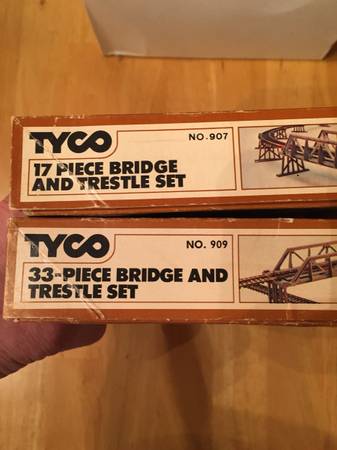 TYCO
NO.907
17 PIECE BRIDGE
AND TRESTLE SET
TYCO
NO. 909
33-PIECE BRIDGE AND
TRESTLE SET